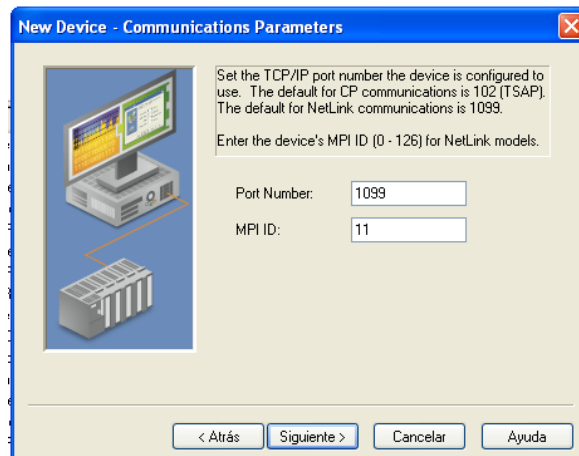 New Device - Communications Parameters
Set the TCP/IP port number the device is configured to
use. The default for CP communications is 102 (TSAP).
The default for NetLink communications is 1099.
Enter the device's MPI ID (0 - 126) for NetLink models.
Port Number:
1099
MPI ID:
11
< Atrás
Siguiente >
Cancelar
Ayuda